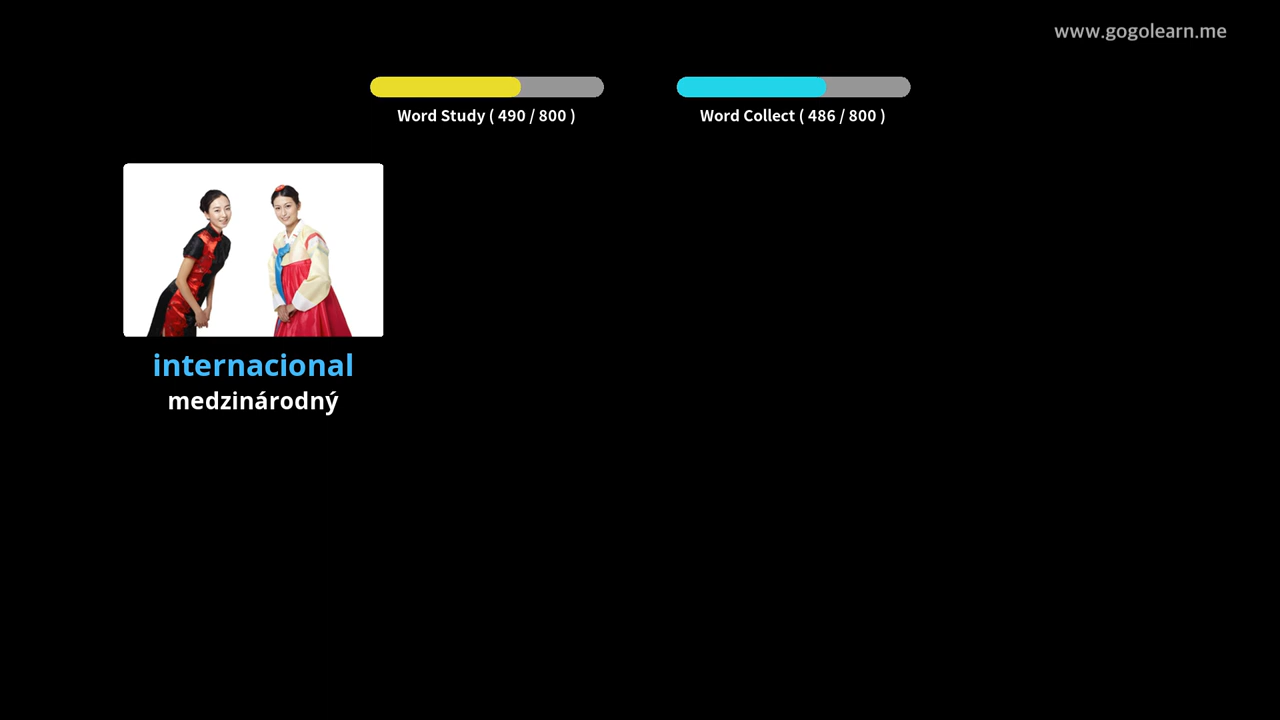 www.gogolearn.me
Word Study ( 490 / 800 )
Word Collect ( 486 / 800 )
internacional
medzinárodný